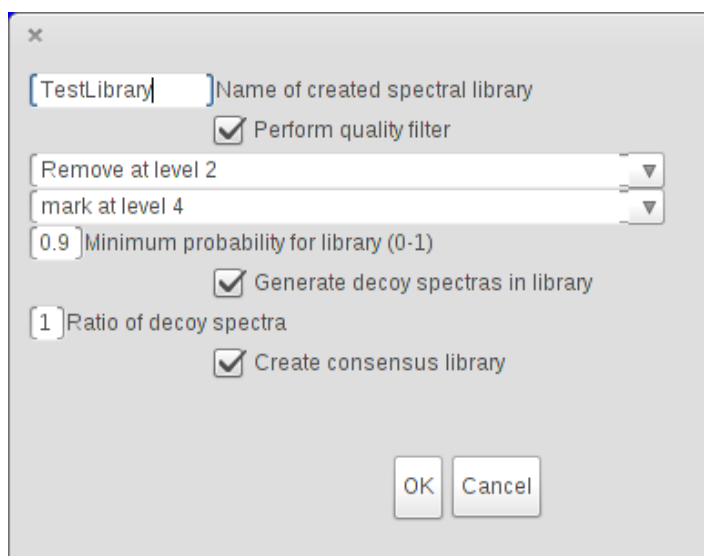 TestLibrary Name of created spectral library
Perform quality filter
Remove at level 2
mark at level 4
0.9 Minimum probability for library (0-1)
Generate decoy spectras in library
1 Ratio of decoy spectra
Create consensus library
OK Cancel